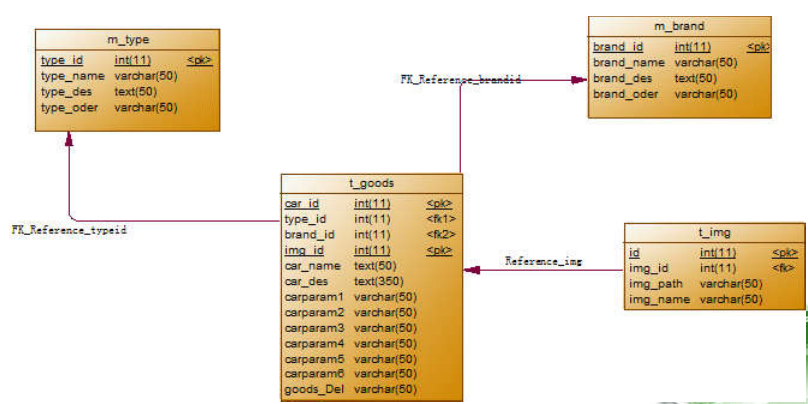 m_type
type_id int(11) <pk>
type_name varchar(50)
type_des text(50)
type_oder varchar(50)
m_brand
brand_id int(11) <pk>
brand_name varchar(50)
brand_des text(50)
brand_oder varchar(50)
FK_Reference_brandid
FK_Reference_typeid
t_goods
car_id int(11) <pk>
type_id int(11) <fk1>
brand_id int(11) <fk2>
img_id int(11) <pk>
car_name text(50)
car_des text(350)
carparam1 varchar(50)
carparam2 varchar(50)
carparam3 varchar(50)
carparam4 varchar(50)
carparam5 varchar(50)
carparam6 varchar(50)
goods_Del varchar(50)
Reference_img
t_img
id int(11) <pk>
img_id int(11) <fk>
img_path varchar(50)
img_name varchar(50)